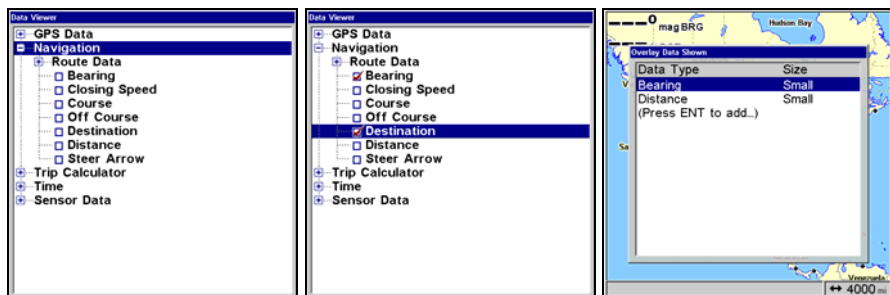 Data Viewer
GPS Data
Navigation
Route Data
Bearing
Closing Speed
Course
Off Course
Destination
Distance
Steer Arrow
Trip Calculator
Time
Sensor Data
Data Viewer
GPS Data
Navigation
Route Data
Bearing
Closing Speed
Course
Off Course
Destination
Distance
Steer Arrow
Trip Calculator
Time
Sensor Data
---° mag BRG
Hudson Bay
Overlay Data Shown
Data Type Size
Bearing Small
Distance Small
(Press ENT to add...)
Sa
Venezuela
↔ 4000 mi